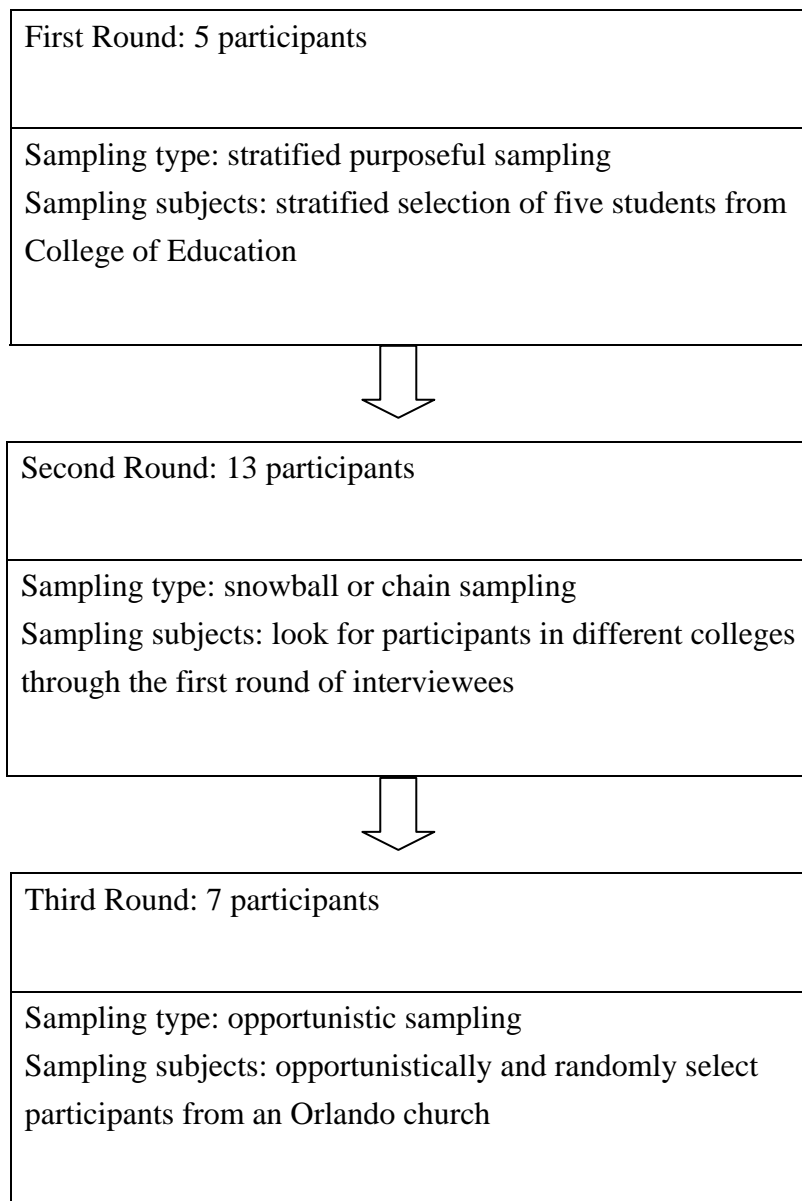 First Round: 5 participants
Sampling type: stratified purposeful sampling
Sampling subjects: stratified selection of five students from
College of Education
Second Round: 13 participants
Sampling type: snowball or chain sampling
Sampling subjects: look for participants in different colleges
through the first round of interviewees
Third Round: 7 participants
Sampling type: opportunistic sampling
Sampling subjects: opportunistically and randomly select
participants from an Orlando church